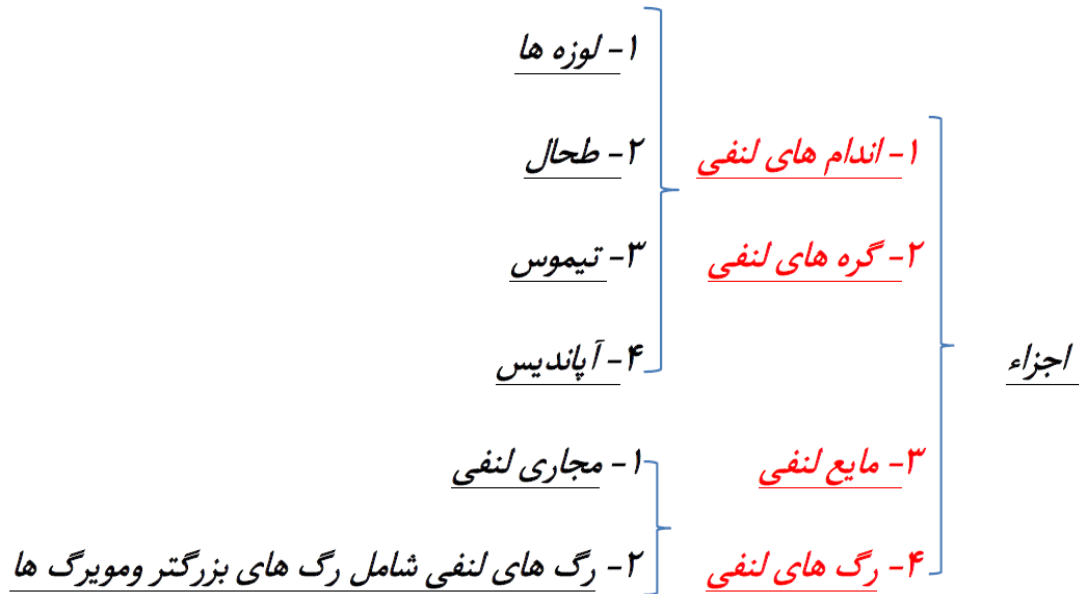 ۱- لوزه ها
۱- اندام های لنفی
۲- طحال
۲- گره های لنفی
۳- تیموس
اجزاء
۴- آپاندیس
۳- مایع لنفی
۱- مجاری لنفی
۴- رگ های لنفی
۲- رگ های لنفی شامل رگ های بزرگتر ومویرگ ها